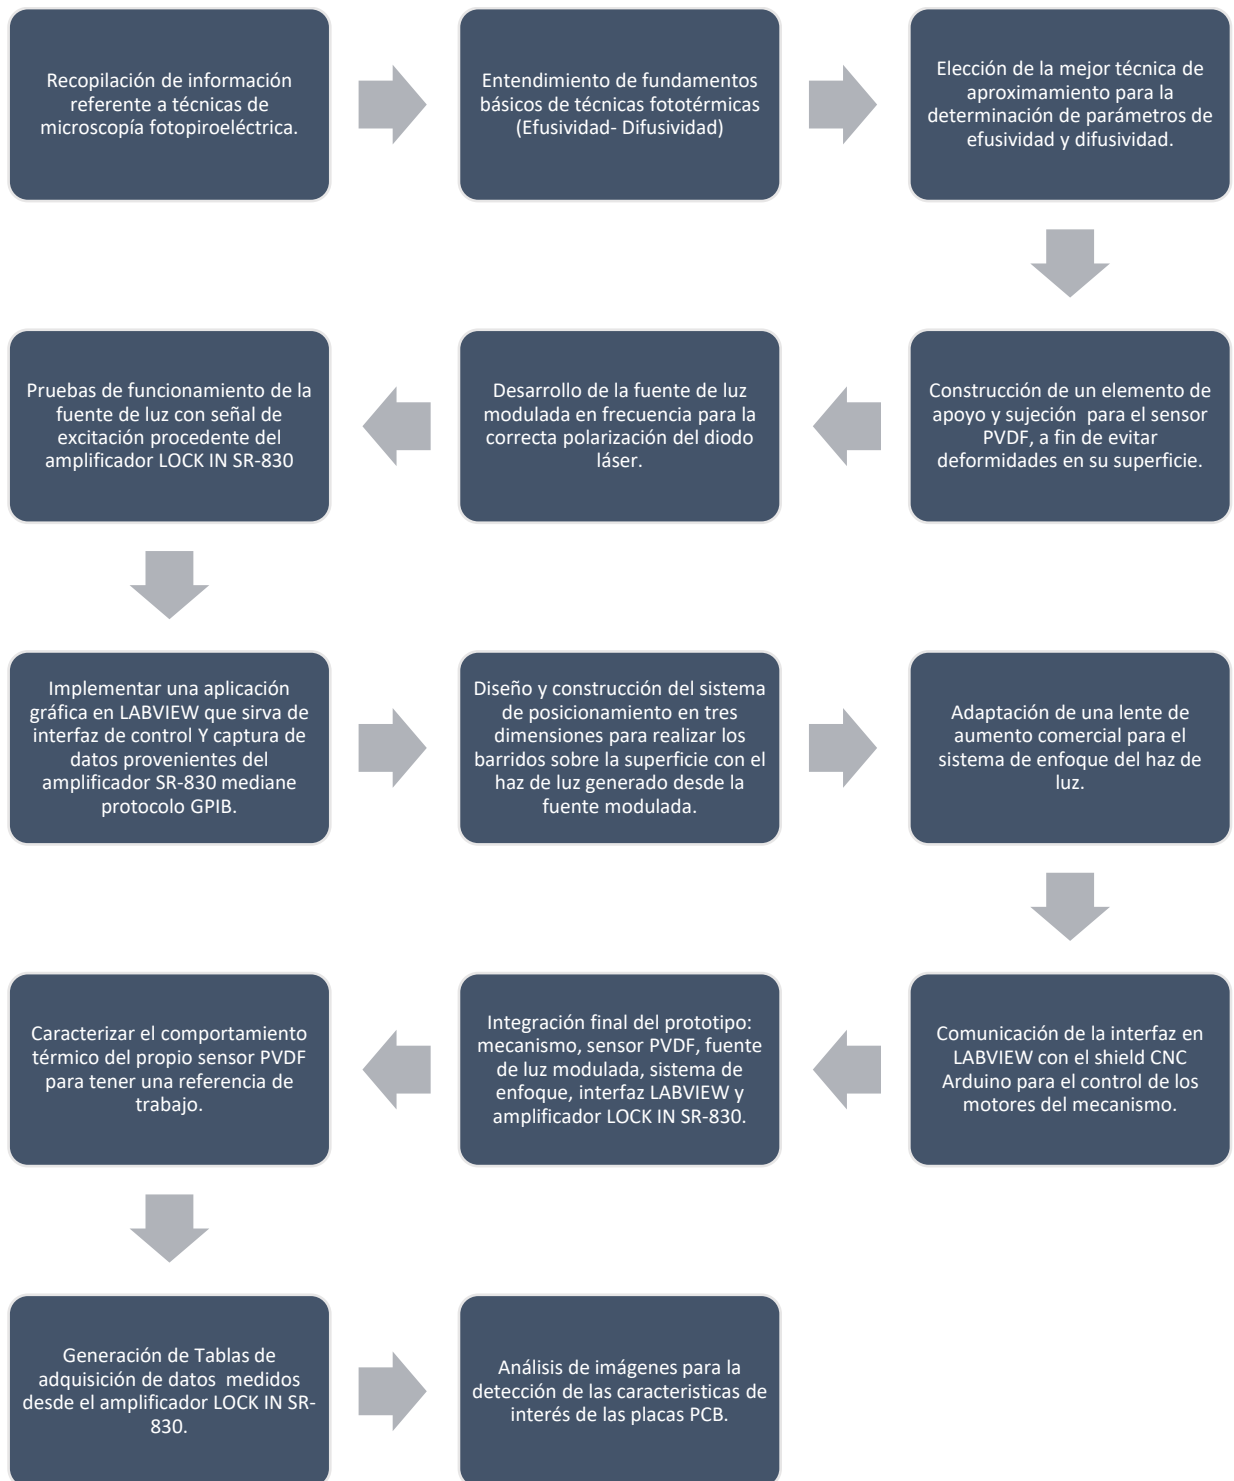 Recopilación de información
referente a técnicas de
microscopía fotopiroeléctrica.
Entendimiento de fundamentos
básicos de técnicas fototérmicas
(Efusividad- Difusividad)
Elección de la mejor técnica de
aproximamiento para la
determinación de parámetros de
efusividad y difusividad.
Construcción de un elemento de
apoyo y sujeción  para el sensor
PVDF, a fin de evitar
deformidades en su superficie.
Desarrollo de la fuente de luz
modulada en frecuencia para la
correcta polarización del diodo
láser.
Pruebas de funcionamiento de la
fuente de luz con señal de
excitación procedente del
amplificador LOCK IN SR-830
Implementar una aplicación
gráfica en LABVIEW que sirva de
interfaz de control Y captura de
datos provenientes del
amplificador SR-830 mediane
protocolo GPIB.
Diseño y construcción del sistema
de posicionamiento en tres
dimensiones para realizar los
barridos sobre la superficie con el
haz de luz generado desde la
fuente modulada.
Adaptación de una lente de
aumento comercial para el
sistema de enfoque del haz de
luz.
Comunicación de la interfaz en
LABVIEW con el shield CNC
Arduino para el control de los
motores del mecanismo.
Integración final del prototipo:
mecanismo, sensor PVDF, fuente
de luz modulada, sistema de
enfoque, interfaz LABVIEW y
amplificador LOCK IN SR-830.
Caracterizar el comportamiento
térmico del propio sensor PVDF
para tener una referencia de
trabajo.
Generación de Tablas de
adquisición de datos  medidos
desde el amplificador LOCK IN SR-
830.
Análisis de imágenes para la
detección de las caracteristicas de
interés de las placas PCB.